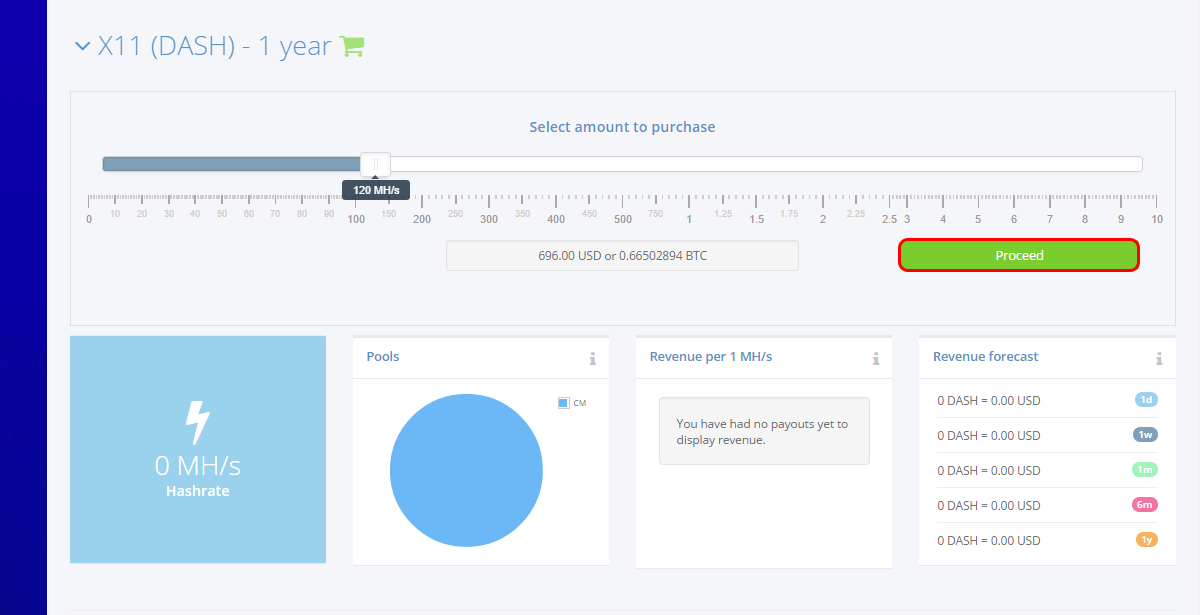 X11 (DASH) - 1 year
Select amount to purchase
120 MH/s
0 10 20 30 40 50 60 70 80 90 100 150 200 250 300 350 400 450 500 750 1 1.25 1.5 1.75 2 2.25 2.5 3 4 5 6 7 8 9 10
696.00 USD or 0.66502894 BTC
Proceed
0 MH/s
Hashrate
Pools
CM
Revenue per 1 MH/s
You have had no payouts yet to
display revenue.
Revenue forecast
0 DASH = 0.00 USD 1d
0 DASH = 0.00 USD 1w
0 DASH = 0.00 USD 1m
0 DASH = 0.00 USD 6m
0 DASH = 0.00 USD 1y